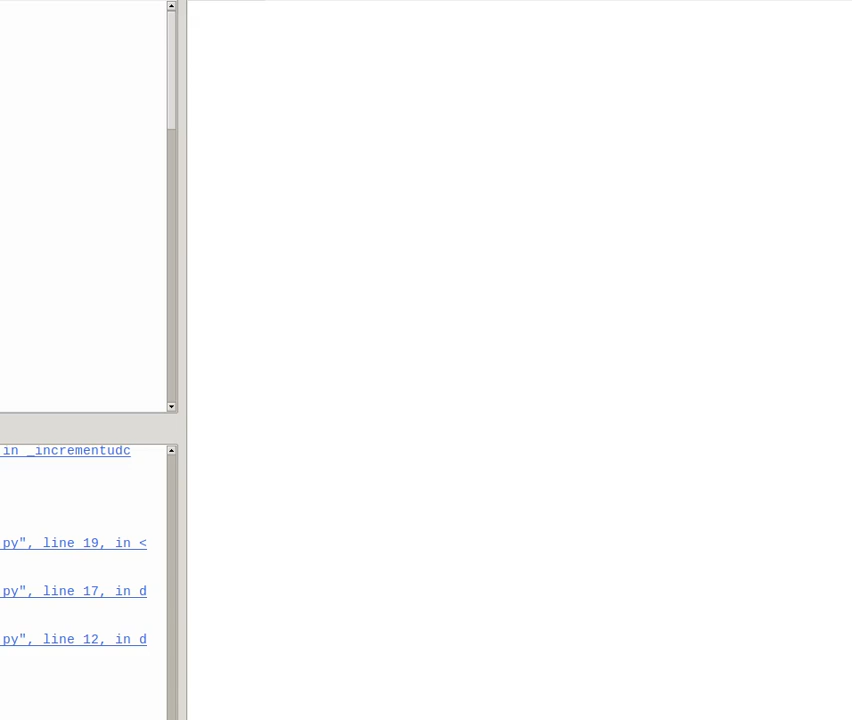 in _incrementudc
py", line 19, in <
py", line 17, in d
py", line 12, in d